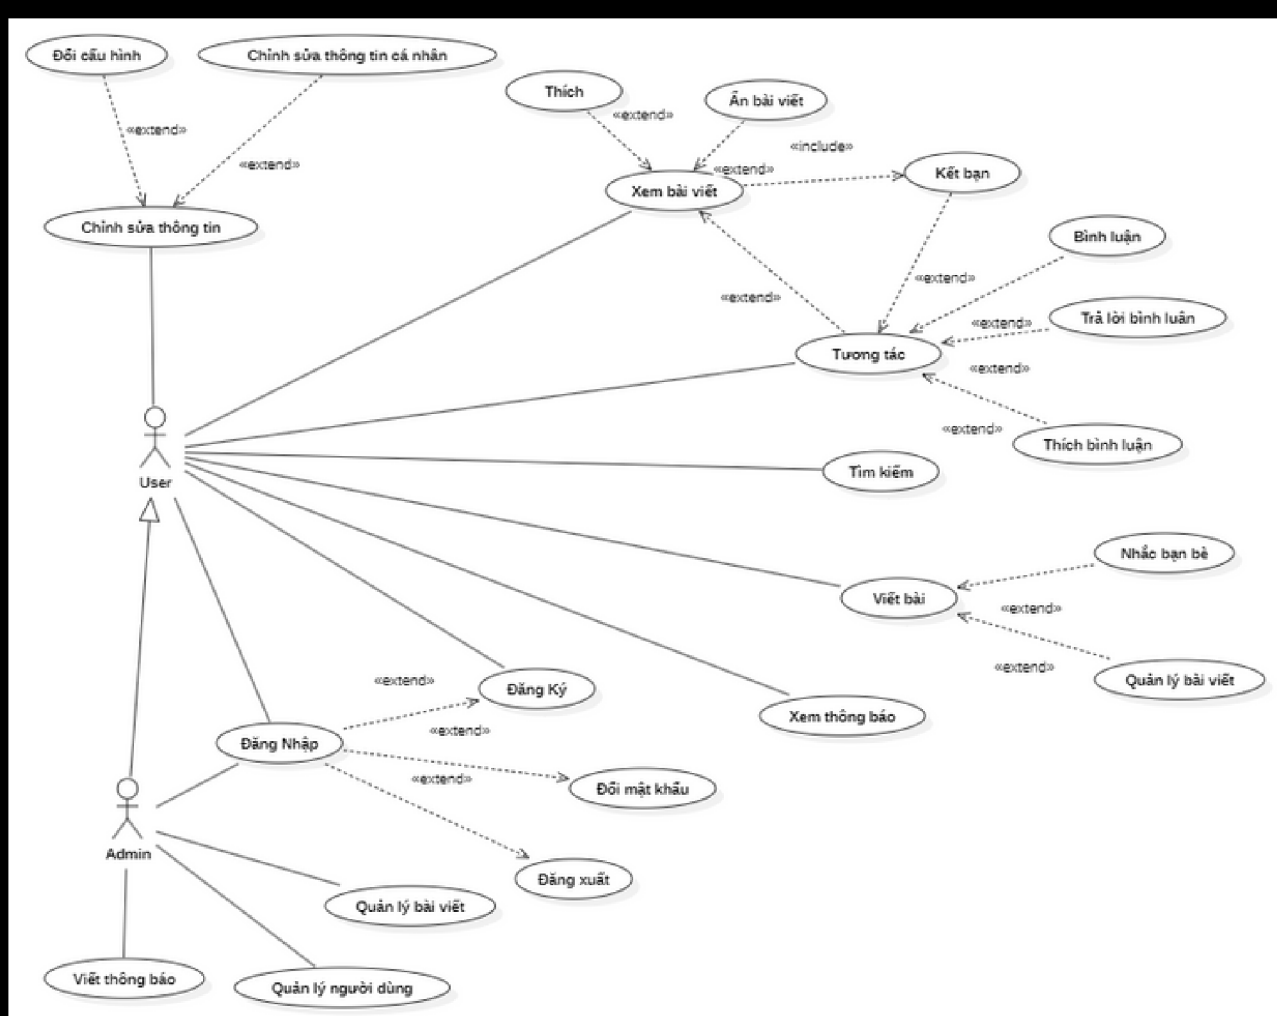 Đổi cấu hình
Chỉnh sửa thông tin cá nhân
Thích
Ẩn bài viết
«extend»
«extend»
«include»
«extend»
«extend»
Kết bạn
Xem bài viết
Chỉnh sửa thông tin
Bình luận
«extend»
«extend»
Trả lời bình luân
«extend»
Tương tác
«extend»
«extend»
Thích bình luận
Tìm kiếm
User
Nhắc bạn bè
Viết bài
«extend»
«extend»
Quản lý bài viết
«extend»
Đăng Ký
Xem thông báo
«extend»
Đăng Nhập
«extend»
Đổi mật khẩu
Admin
Đăng xuất
Quản lý bài viết
Viết thông báo
Quản lý người dùng